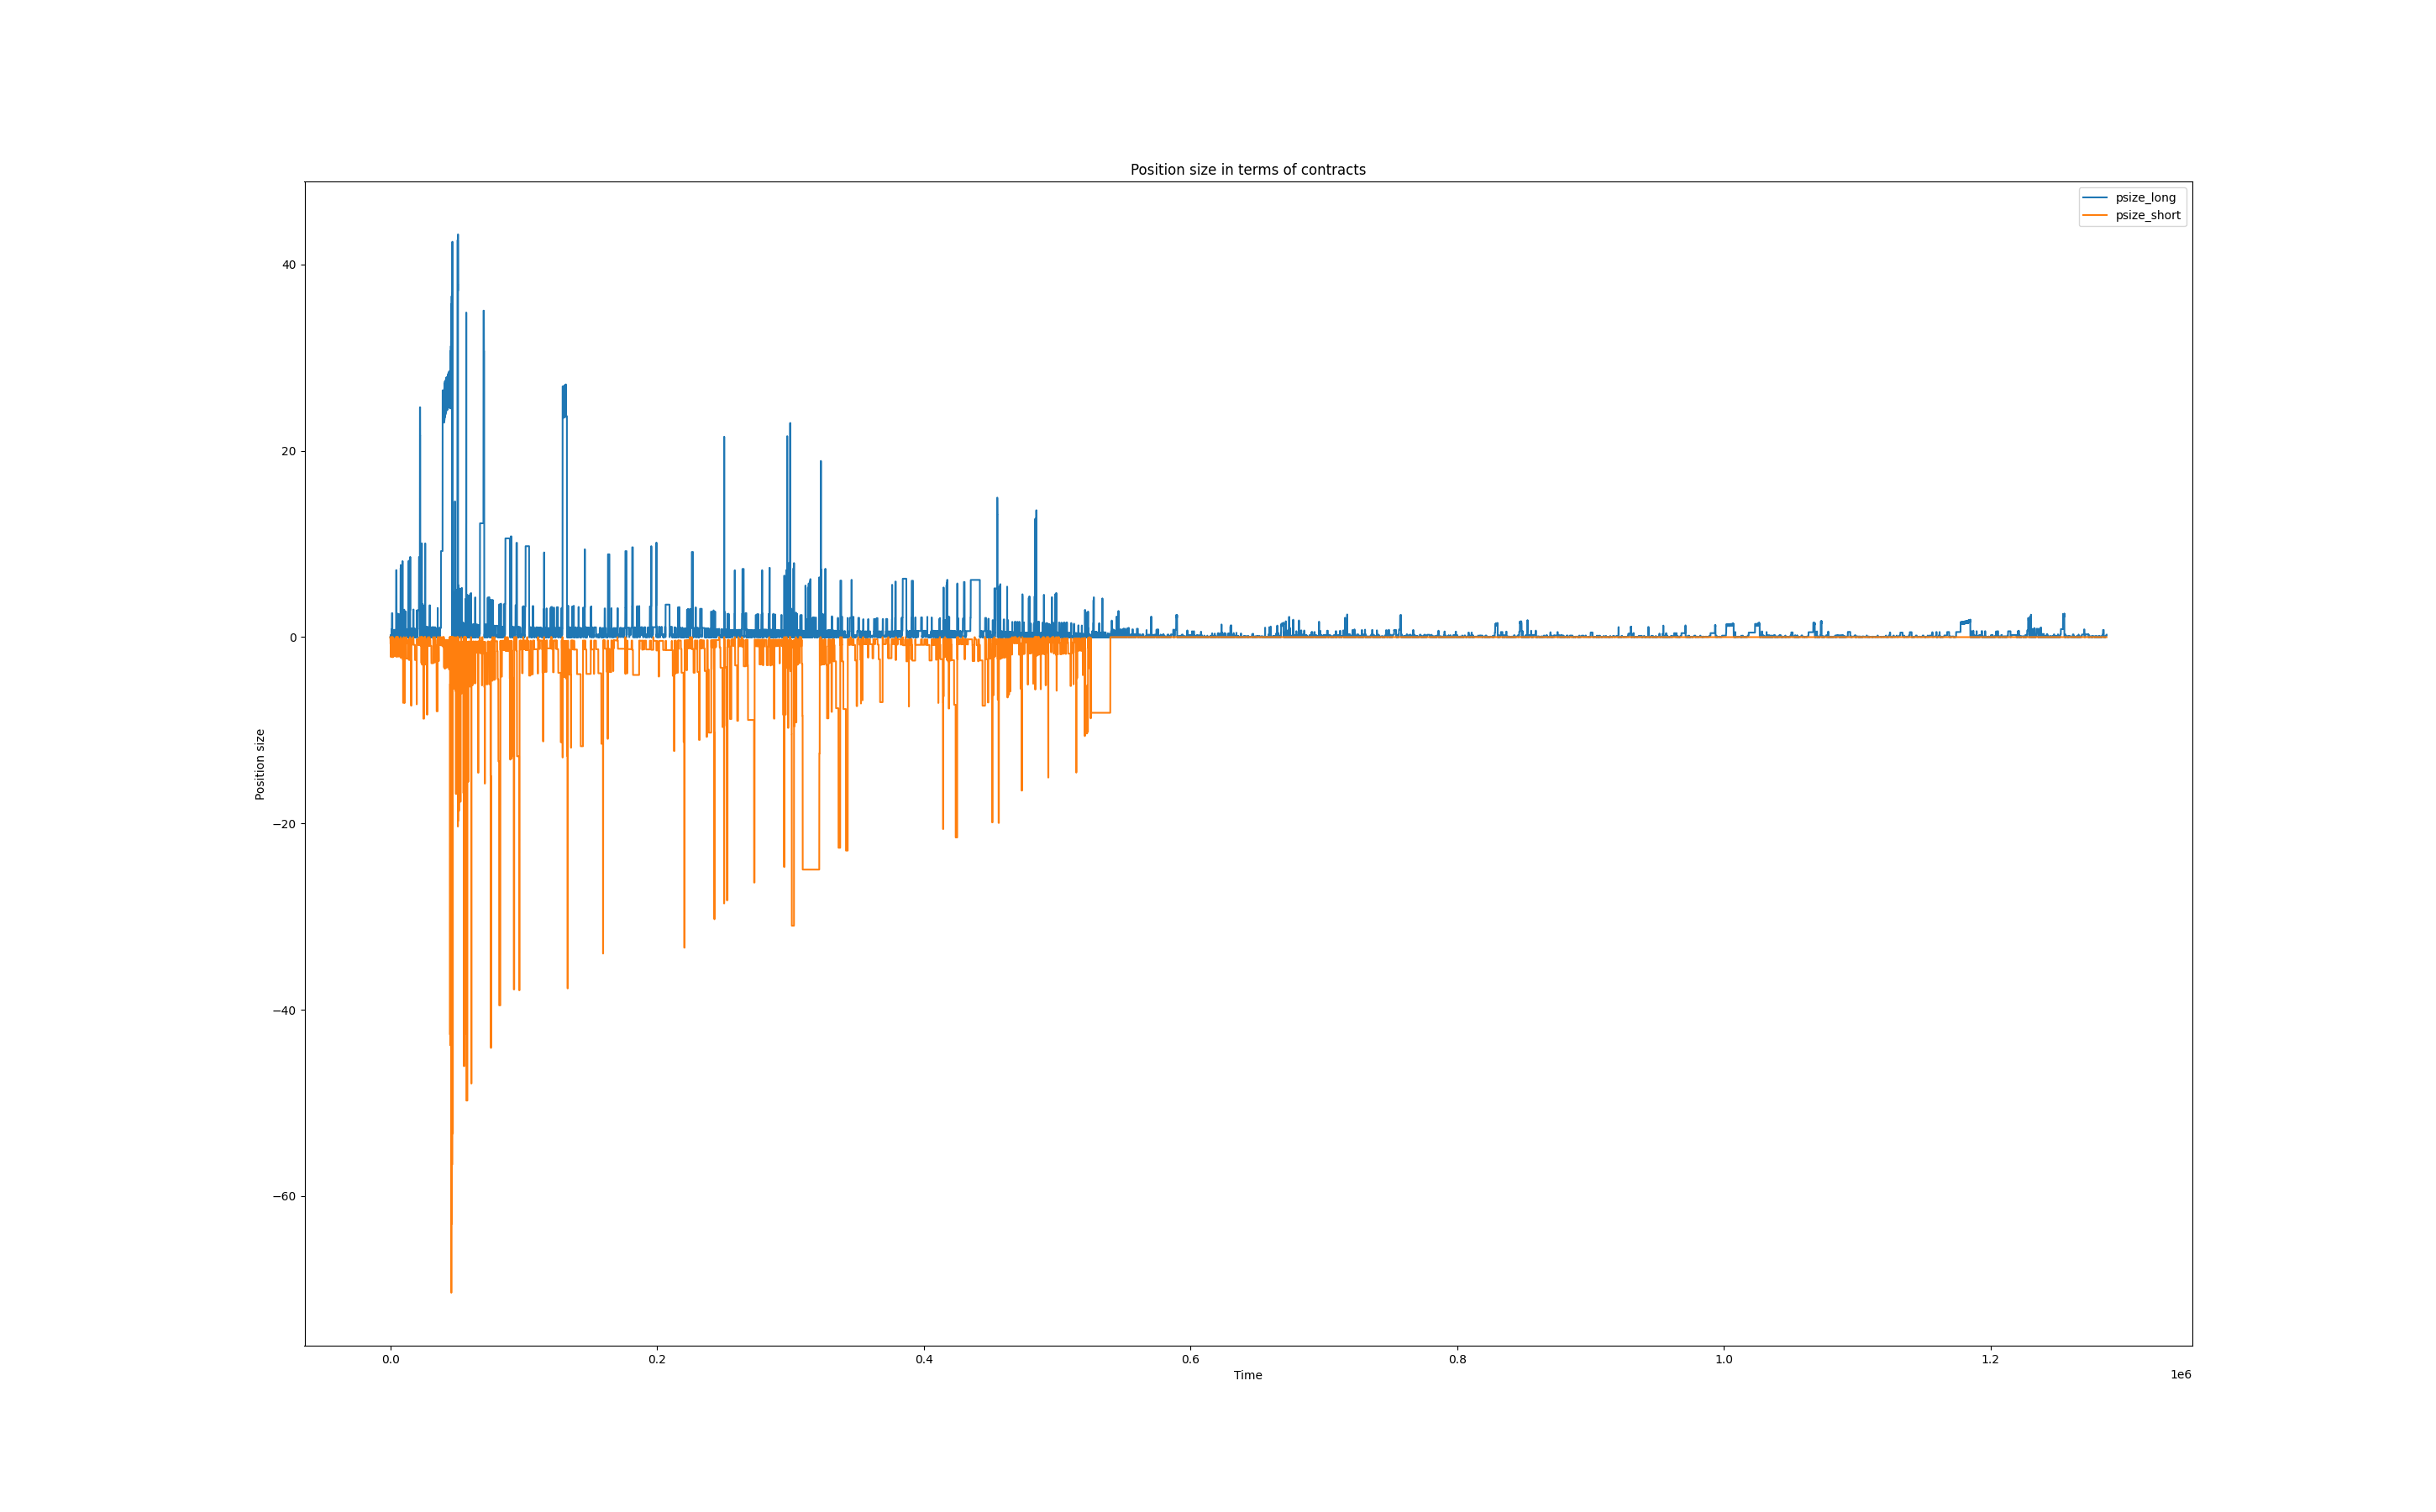 Position size in terms of contracts
psize_long
psize_short
40
20
0
−20
−40
−60
Position size
0.0
0.2
0.4
0.6
0.8
1.0
1.2
1e6
Time